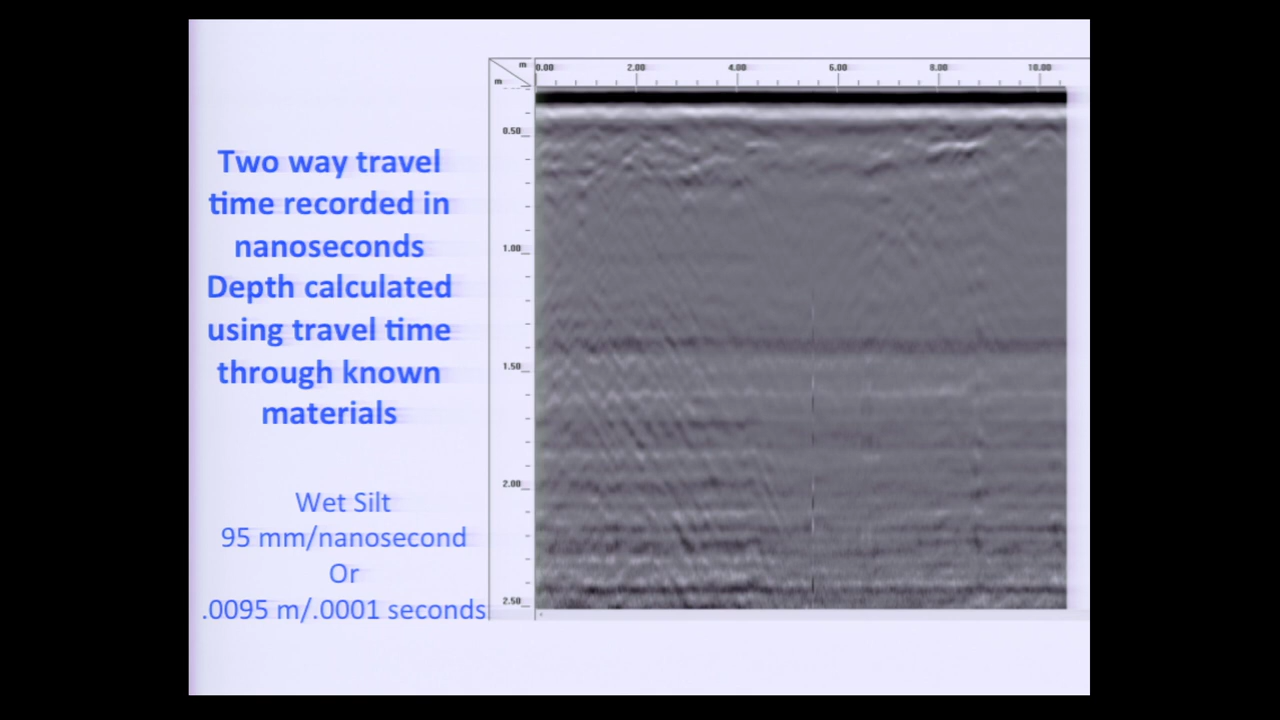 Two way travel
time recorded in
nanoseconds
Depth calculated
using travel time
through known
materials
Wet Silt
95 mm/nanosecond
Or
.0095 m/.0001 seconds
m 0.00 2.00 4.00 6.00 8.00 10.00
m
0.50
1.00
1.50
2.00
2.50